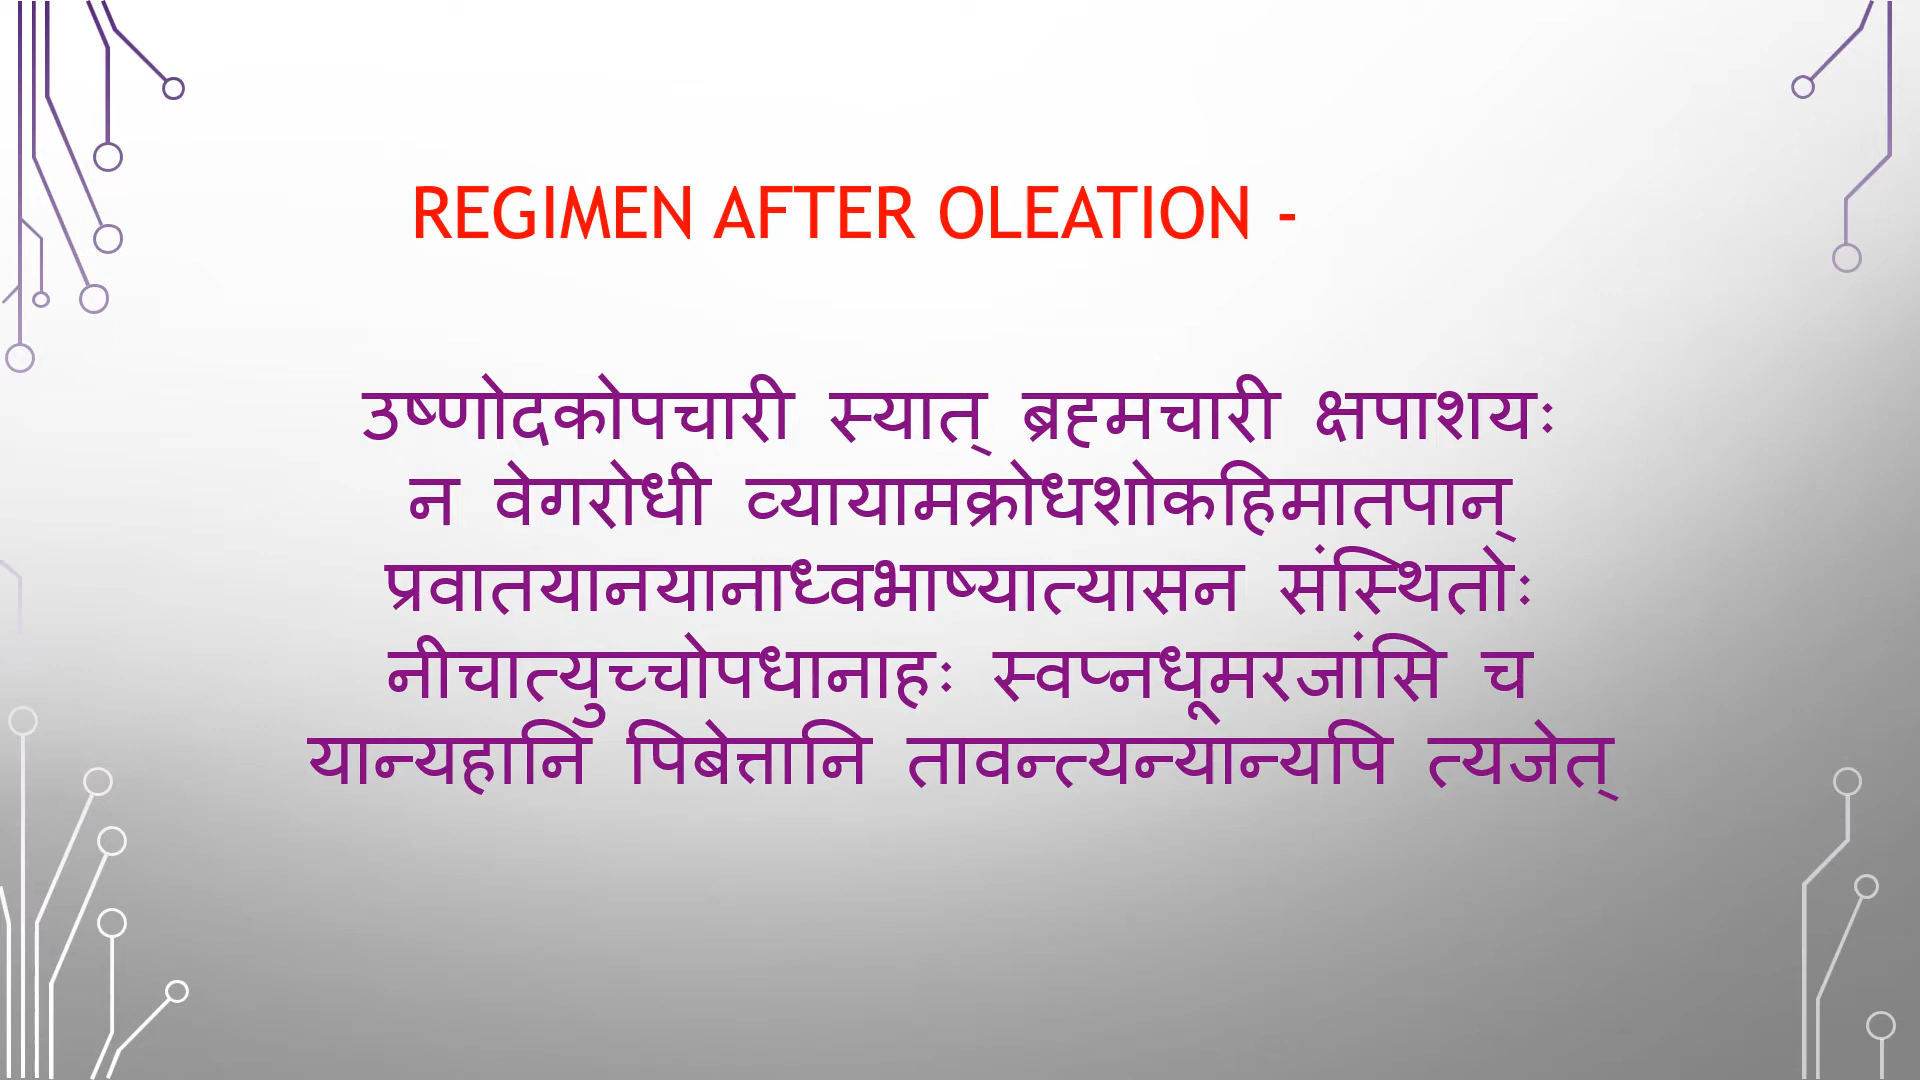 REGIMEN AFTER OLEATION -
उष्णोदकोपचारी स्यात् ब्रह्मचारी क्षपाशयः
न वेगरोधी व्यायामक्रोधशोकहिमातपान्
प्रवातयानयानाध्वभाष्यात्यासन संस्थितोः
नीचात्युच्चोपधानाहः स्वप्नधूमरजांसि च
यान्यहानि पिबेत्तानि तावन्त्यन्यान्यपि त्यजेत्